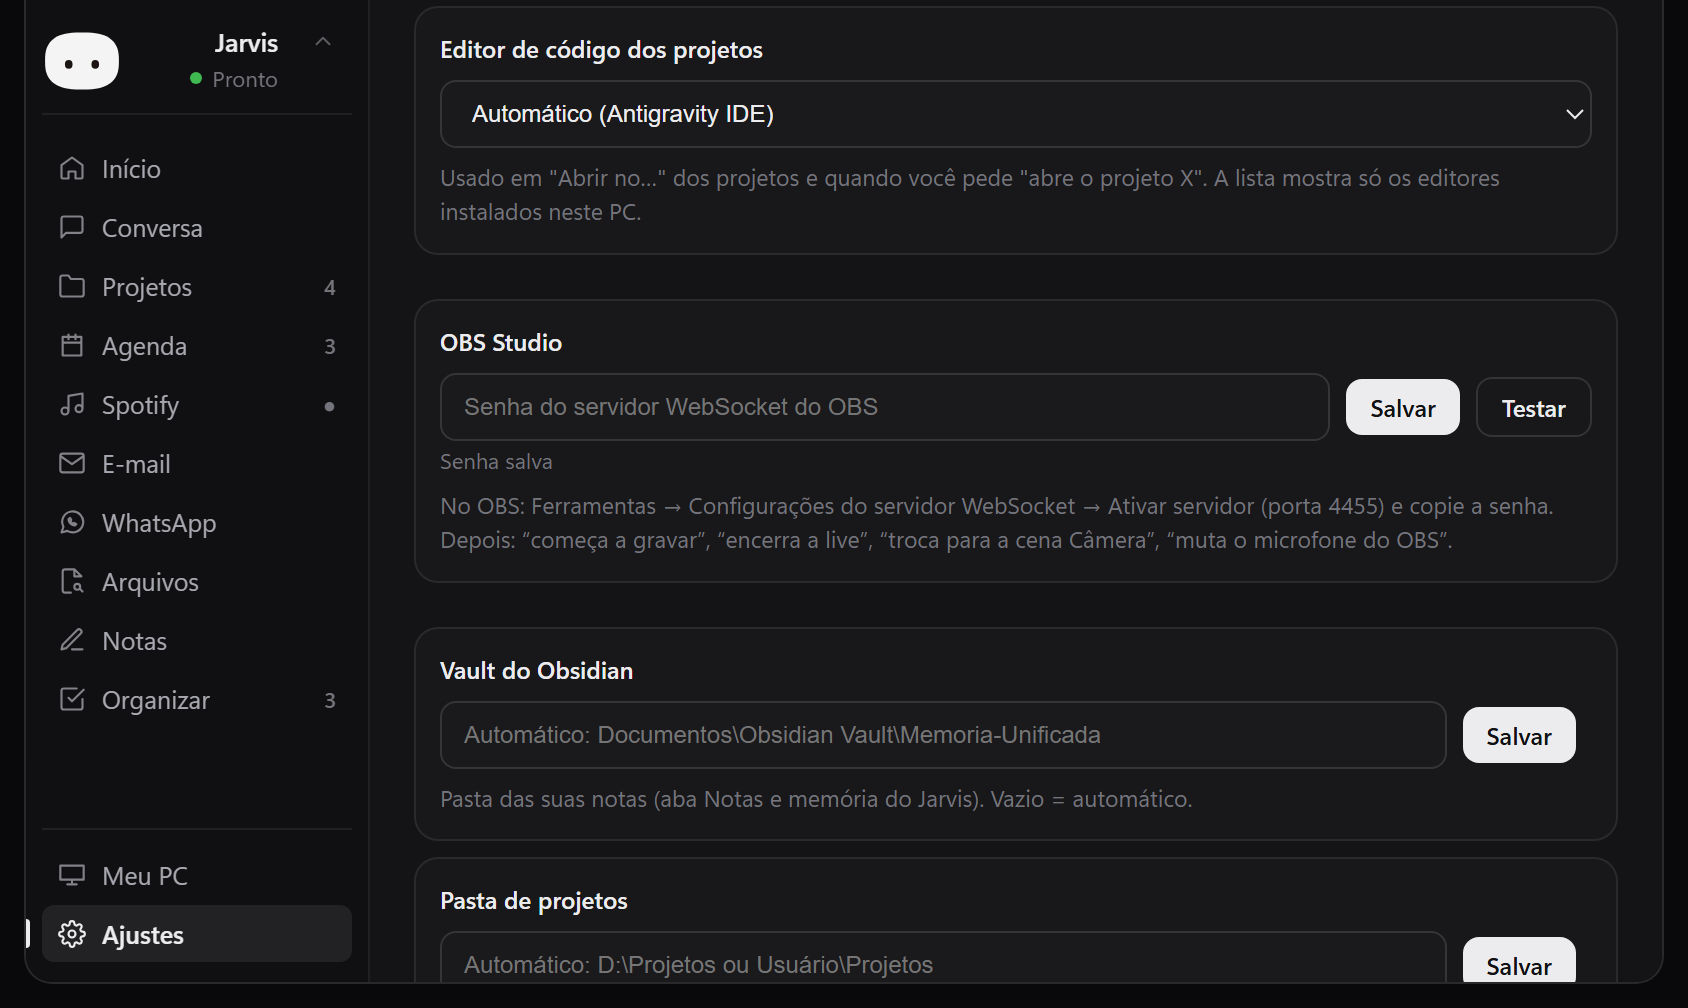 Jarvis
Pronto
Início
Conversa
Projetos 4
Agenda 3
Spotify
E-mail
WhatsApp
Arquivos
Notas
Organizar 3
Meu PC
Ajustes
Editor de código dos projetos
Automático (Antigravity IDE)
Usado em "Abrir no..." dos projetos e quando você pede "abre o projeto X". A lista mostra só os editores
instalados neste PC.
OBS Studio
Senha do servidor WebSocket do OBS
Salvar
Testar
Senha salva
No OBS: Ferramentas → Configurações do servidor WebSocket → Ativar servidor (porta 4455) e copie a senha.
Depois: “começa a gravar”, “encerra a live”, “troca para a cena Câmera”, “muta o microfone do OBS”.
Vault do Obsidian
Automático: Documentos\Obsidian Vault\Memoria-Unificada
Salvar
Pasta das suas notas (aba Notas e memória do Jarvis). Vazio = automático.
Pasta de projetos
Automático: D:\Projetos ou Usuário\Projetos
Salvar